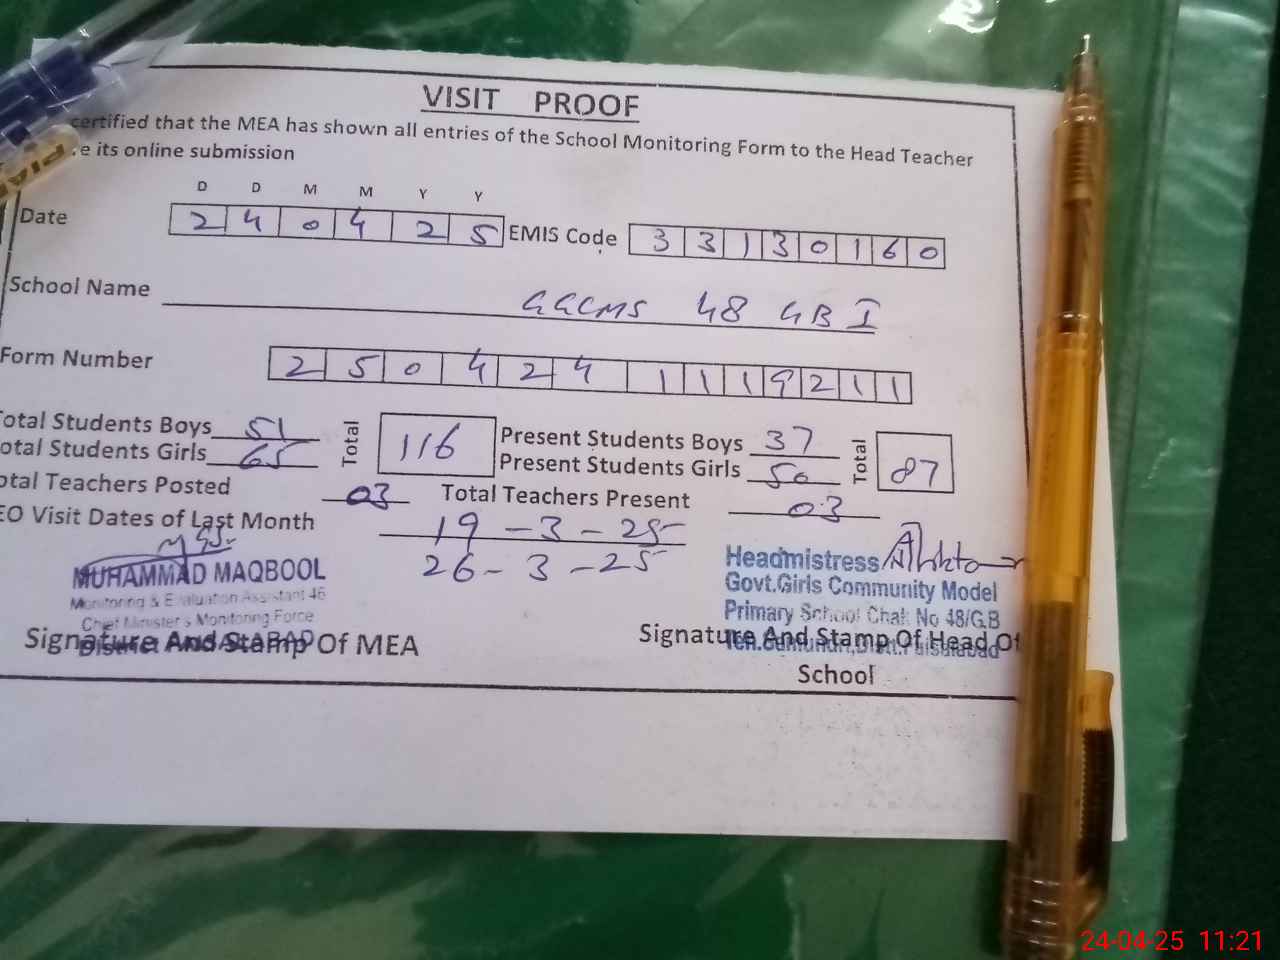 VISIT PROOF
certified that the MEA has shown all entries of the School Monitoring Form to the Head Teacher
e its online submission
D D M M Y Y
Date 2 4 0 4 2 5 EMIS Code 3 3 1 3 0 1 6 0
School Name GGCMS 48 GB I
Form Number 2 5 0 4 2 4 1 1 1 9 2 1 1
otal Students Boys 51 Total 116 Present Students Boys 37 Total 87
otal Students Girls 65 Present Students Girls 50
otal Teachers Posted 03 Total Teachers Present 03
EO Visit Dates of Last Month 19-3-25
26-3-25
MUHAMMAD MAQBOOL
Monitoring & Evaluation Assistant 46
Chief Minister's Monitoring Force
District
Signature And Stamp Of MEA
Headmistress
Govt.Girls Community Model
Primary School Chak No 48/G.B
Signature And Stamp Of Head Of
School
24-04-25 11:21